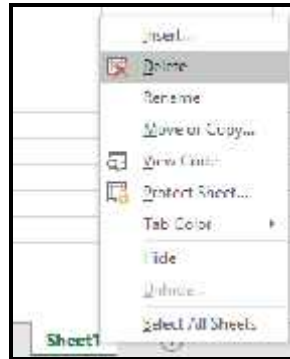 Insert...
Delete
Rename
Move or Copy...
View Code
Protect Sheet...
Tab Color
Hide
Unhide...
Select All Sheets
Sheet1